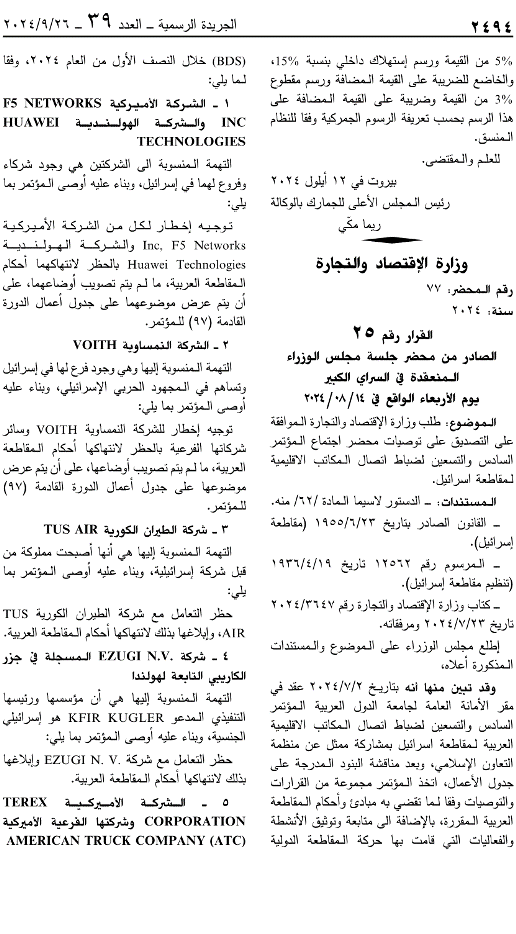 ٢٤٩٤
الجريدة الرسمية ــ العدد ٣٩ ــ ٢٠٢٤/٩/٢٦
5% من القيمة ورسم إستهلاك داخلي بنسبة 15%،
والخاضع للضريبة على القيمة المضافة ورسم مقطوع
3% من القيمة وضريبة على القيمة المضافة على
هذا الرسم بحسب تعريفة الرسوم الجمركية وفقا للنظام
المنسق.
للعلم والمقتضى.
بيروت في ١٢ أيلول ٢٠٢٤
رئيس المجلس الأعلى للجمارك بالوكالة
ريما مكّي
وزارة الإقتصاد والتجارة
رقم المحضر: ٧٧
سنة: ٢٠٢٤
القرار رقم ٢٥
الصادر من محضر جلسة مجلس الوزراء
المنعقدة في السراي الكبير
يوم الأربعاء الواقع في ٢٠٢٤/٠٨/١٤
الموضوع: طلب وزارة الإقتصاد والتجارة الموافقة
على التصديق على توصيات محضر اجتماع المؤتمر
السادس والتسعين لضباط اتصال المكاتب الاقليمية
لمقاطعة اسرائيل.
المستندات: ــ الدستور لاسيما المادة /٦٢/ منه.
ــ القانون الصادر بتاريخ ١٩٥٥/٦/٢٣ (مقاطعة
إسرائيل).
ــ المرسوم رقم ١٢٥٦٢ تاريخ ١٩٣٦/٤/١٩
(تنظيم مقاطعة إسرائيل).
ــ كتاب وزارة الإقتصاد والتجارة رقم ٢٠٢٤/٣٦٤٧
تاريخ ٢٠٢٤/٧/٢٣ ومرفقاته.
إطلع مجلس الوزراء على الموضوع والمستندات
المذكورة أعلاه،
وقد تبين منها انه بتاريخ ٢٠٢٤/٧/٢ عقد في
مقر الأمانة العامة لجامعة الدول العربية المؤتمر
السادس والتسعين لضباط اتصال المكاتب الاقليمية
العربية لمقاطعة اسرائيل بمشاركة ممثل عن منظمة
التعاون الإسلامي، وبعد مناقشة البنود المدرجة على
جدول الأعمال، اتخذ المؤتمر مجموعة من القرارات
والتوصيات وفقا لما تقضي به مبادئ وأحكام المقاطعة
العربية المقررة، بالإضافة الى متابعة وتوثيق الأنشطة
والفعاليات التي قامت بها حركة المقاطعة الدولية
(BDS) خلال النصف الأول من العام ٢٠٢٤، وفقا
لما يلي:
١ ــ الشركة الأميركية F5 NETWORKS
INC والشركة الهولندية HUAWEI
TECHNOLOGIES
التهمة المنسوبة الى الشركتين هي وجود شركاء
وفروع لهما في إسرائيل، وبناء عليه أوصى المؤتمر بما
يلي:
توجيه إخطار لكل من الشركة الأميركية
Inc, F5 Networks والشركة الهولندية
Huawei Technologies بالحظر لانتهاكهما أحكام
المقاطعة العربية، ما لم يتم تصويب أوضاعهما، على
أن يتم عرض موضوعهما على جدول أعمال الدورة
القادمة (٩٧) للمؤتمر.
٢ ــ الشركة النمساوية VOITH
التهمة المنسوبة إليها وهي وجود فرع لها في إسرائيل
وتساهم في المجهود الحربي الإسرائيلي، وبناء عليه
أوصى المؤتمر بما يلي:
توجيه إخطار للشركة النمساوية VOITH وسائر
شركاتها الفرعية بالحظر لانتهاكها أحكام المقاطعة
العربية، ما لم يتم تصويب أوضاعها، على أن يتم عرض
موضوعها على جدول أعمال الدورة القادمة (٩٧)
للمؤتمر.
٣ ــ شركة الطيران الكورية TUS AIR
التهمة المنسوبة إليها هي أنها أصبحت مملوكة من
قبل شركة إسرائيلية، وبناء عليه أوصى المؤتمر بما
يلي:
حظر التعامل مع شركة الطيران الكورية TUS
AIR، وإبلاغها بذلك لانتهاكها أحكام المقاطعة العربية.
٤ ــ شركة EZUGI N.V. المسجلة في جزر
الكاريبي التابعة لهولندا
التهمة المنسوبة إليها هي أن مؤسسها ورئيسها
التنفيذي المدعو KFIR KUGLER هو إسرائيلي
الجنسية، وبناء عليه أوصى المؤتمر بما يلي:
حظر التعامل مع شركة EZUGI N. V. وإبلاغها
بذلك لانتهاكها أحكام المقاطعة العربية.
٥ ــ الشركة الأميركية TEREX
CORPORATION وشركتها الفرعية الأميركية
AMERICAN TRUCK COMPANY (ATC)